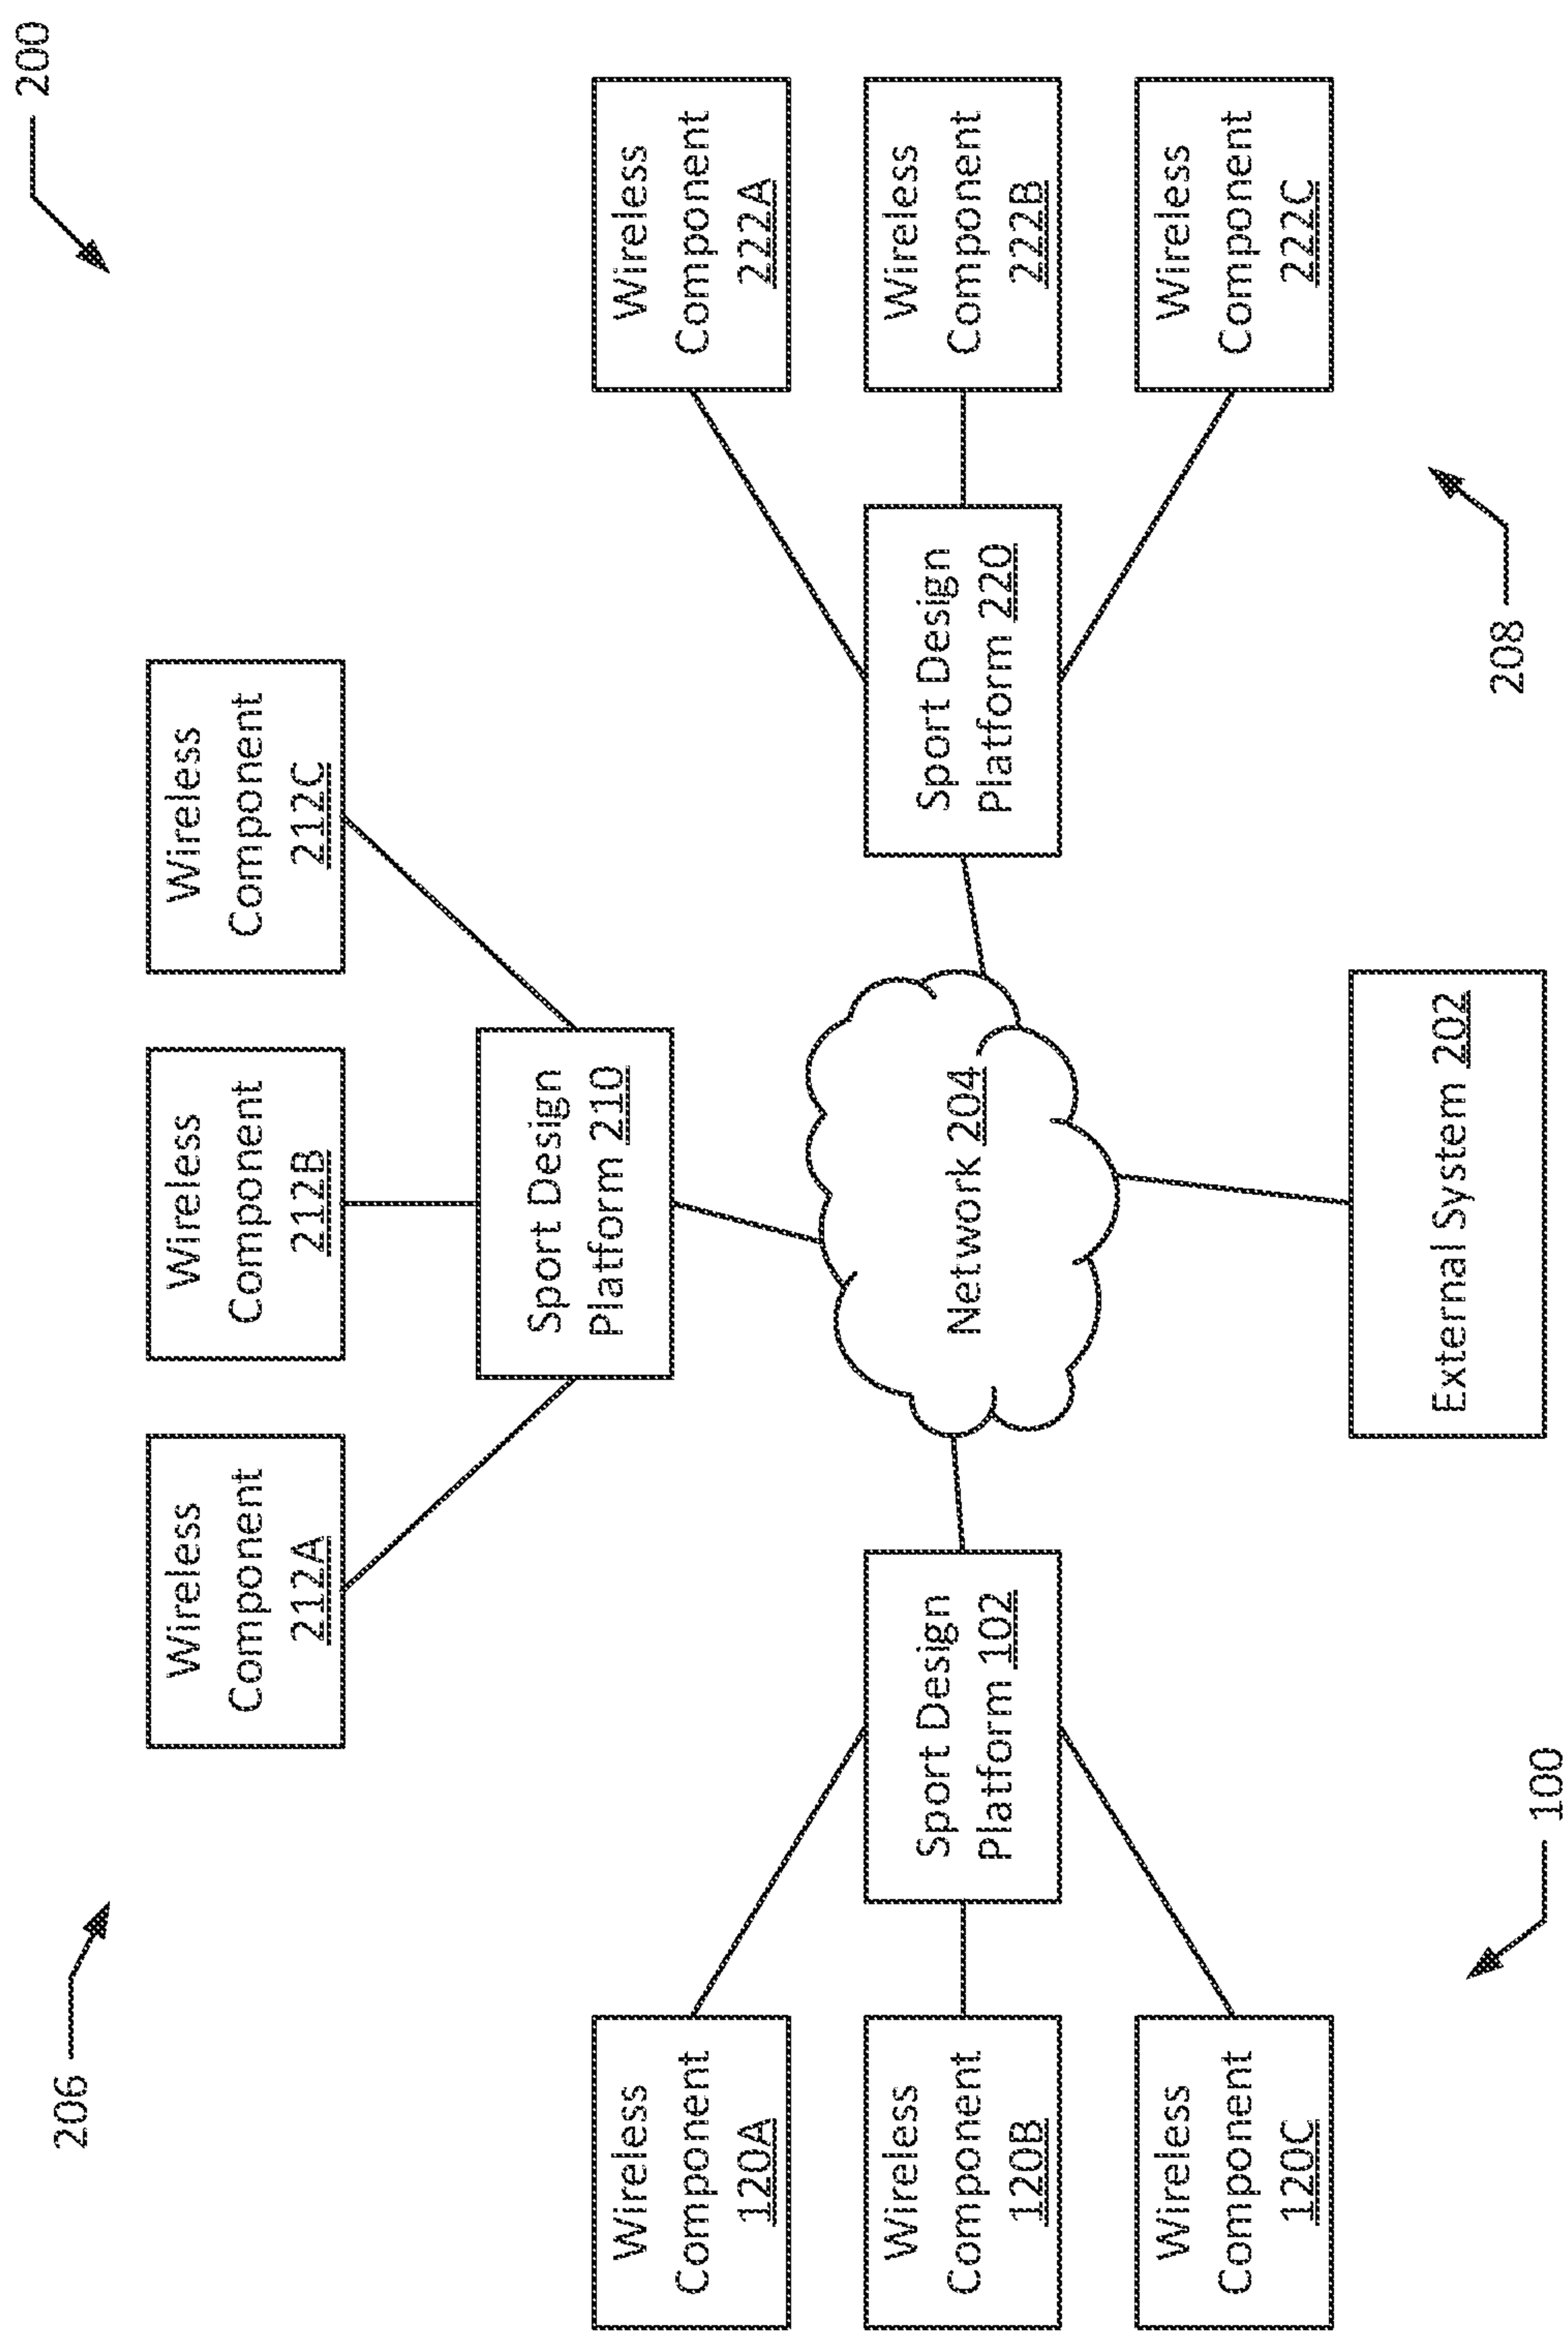 200
206
Wireless
Component
212A
Wireless
Component
212B
Wireless
Component
212C
Sport Design
Platform 210
Wireless
Component
120A
Wireless
Component
120B
Wireless
Component
120C
Sport Design
Platform 102
Network 204
Sport Design
Platform 220
Wireless
Component
222A
Wireless
Component
222B
Wireless
Component
222C
External System 202
100
208